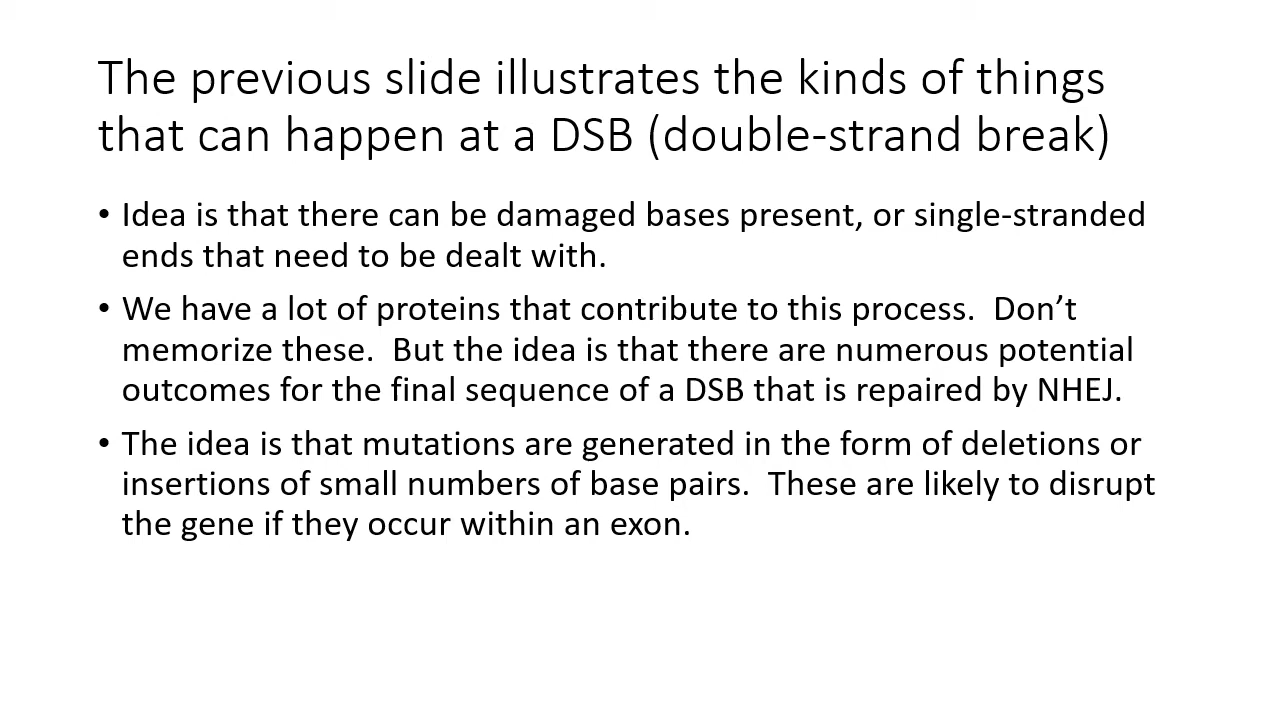 The previous slide illustrates the kinds of things
that can happen at a DSB (double-strand break)
• Idea is that there can be damaged bases present, or single-stranded
ends that need to be dealt with.
• We have a lot of proteins that contribute to this process.  Don’t
memorize these.  But the idea is that there are numerous potential
outcomes for the final sequence of a DSB that is repaired by NHEJ.
• The idea is that mutations are generated in the form of deletions or
insertions of small numbers of base pairs.  These are likely to disrupt
the gene if they occur within an exon.